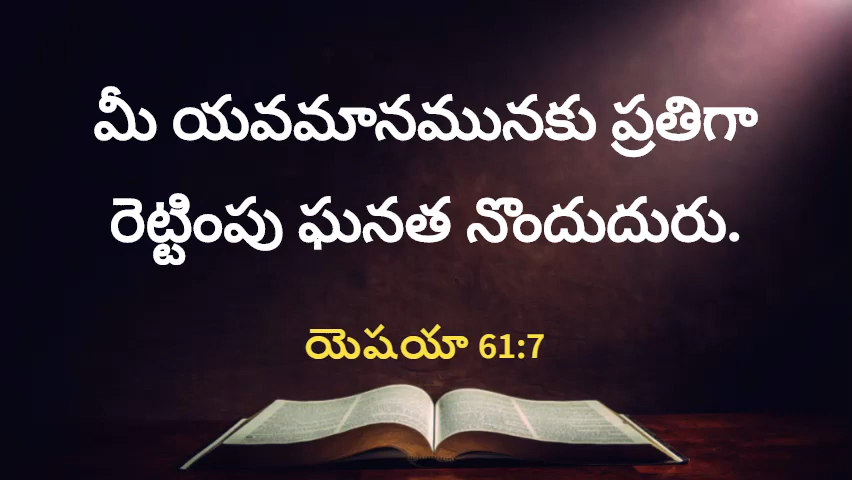 మీ యవమానమునకు ప్రతిగా
రెట్టింపు ఘనత నొందుదురు.
యెషయా 61:7